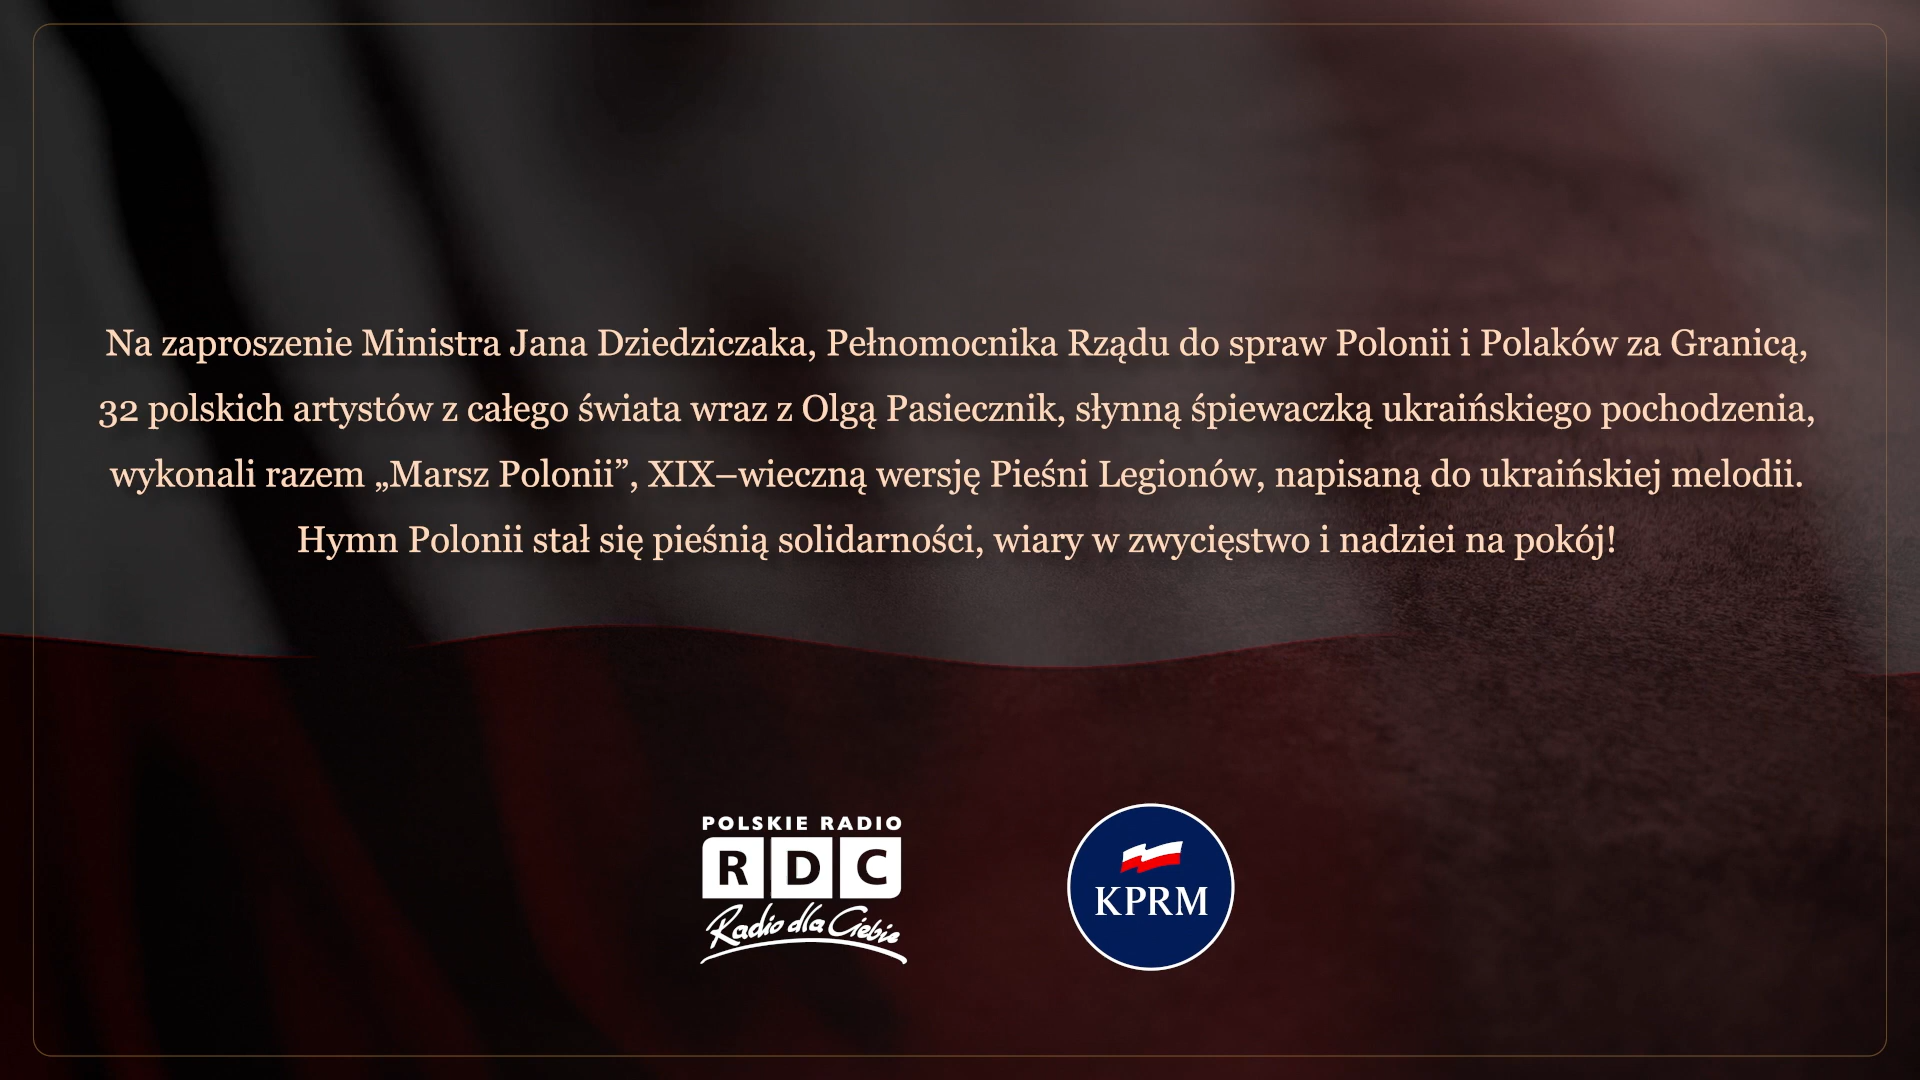 Na zaproszenie Ministra Jana Dziedziczaka, Pełnomocnika Rządu do spraw Polonii i Polaków za Granicą,
32 polskich artystów z całego świata wraz z Olgą Pasiecznik, słynną śpiewaczką ukraińskiego pochodzenia,
wykonali razem „Marsz Polonii”, XIX–wieczną wersję Pieśni Legionów, napisaną do ukraińskiej melodii.
Hymn Polonii stał się pieśnią solidarności, wiary w zwycięstwo i nadziei na pokój!
POLSKIE RADIO
RDC
Radio dla Ciebie
KPRM